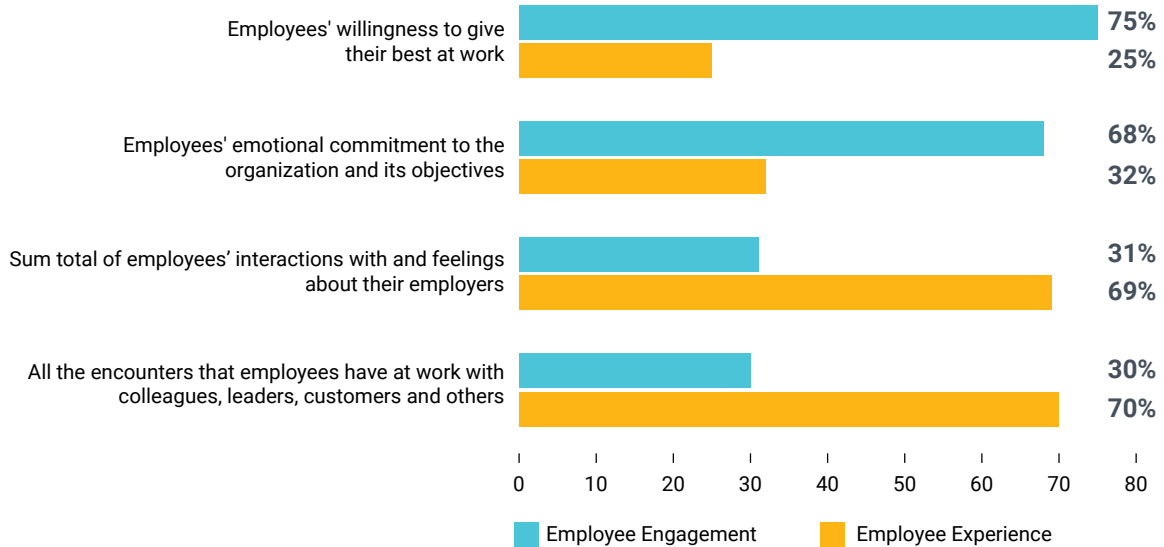 Employees' willingness to give
their best at work
75%
25%
Employees' emotional commitment to the
organization and its objectives
68%
32%
Sum total of employees’ interactions with and feelings
about their employers
31%
69%
All the encounters that employees have at work with
colleagues, leaders, customers and others
30%
70%
0 10 20 30 40 50 60 70 80
Employee Engagement Employee Experience